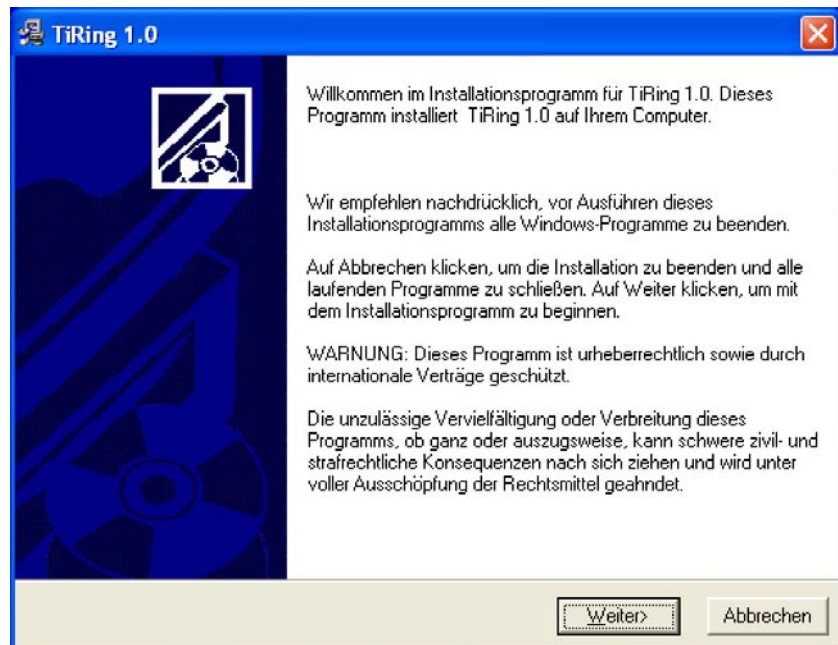 TiRing 1.0
Willkommen im Installationsprogramm für TiRing 1.0. Dieses
Programm installiert TiRing 1.0 auf Ihrem Computer.
Wir empfehlen nachdrücklich, vor Ausführen dieses
Installationsprogramms alle Windows-Programme zu beenden.
Auf Abbrechen klicken, um die Installation zu beenden und alle
laufenden Programme zu schließen. Auf Weiter klicken, um mit
dem Installationsprogramm zu beginnen.
WARNUNG: Dieses Programm ist urheberrechtlich sowie durch
internationale Verträge geschützt.
Die unzulässige Vervielfältigung oder Verbreitung dieses
Programms, ob ganz oder auszugsweise, kann schwere zivil- und
strafrechtliche Konsequenzen nach sich ziehen und wird unter
voller Ausschöpfung der Rechtsmittel geahndet.
Weiter> Abbrechen